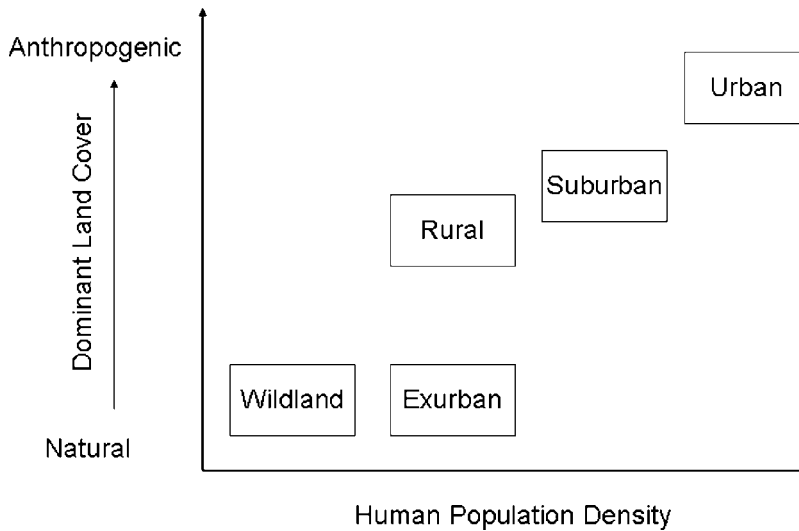 Anthropogenic
Urban
Dominant Land Cover
Suburban
Rural
Wildland
Exurban
Natural
Human Population Density